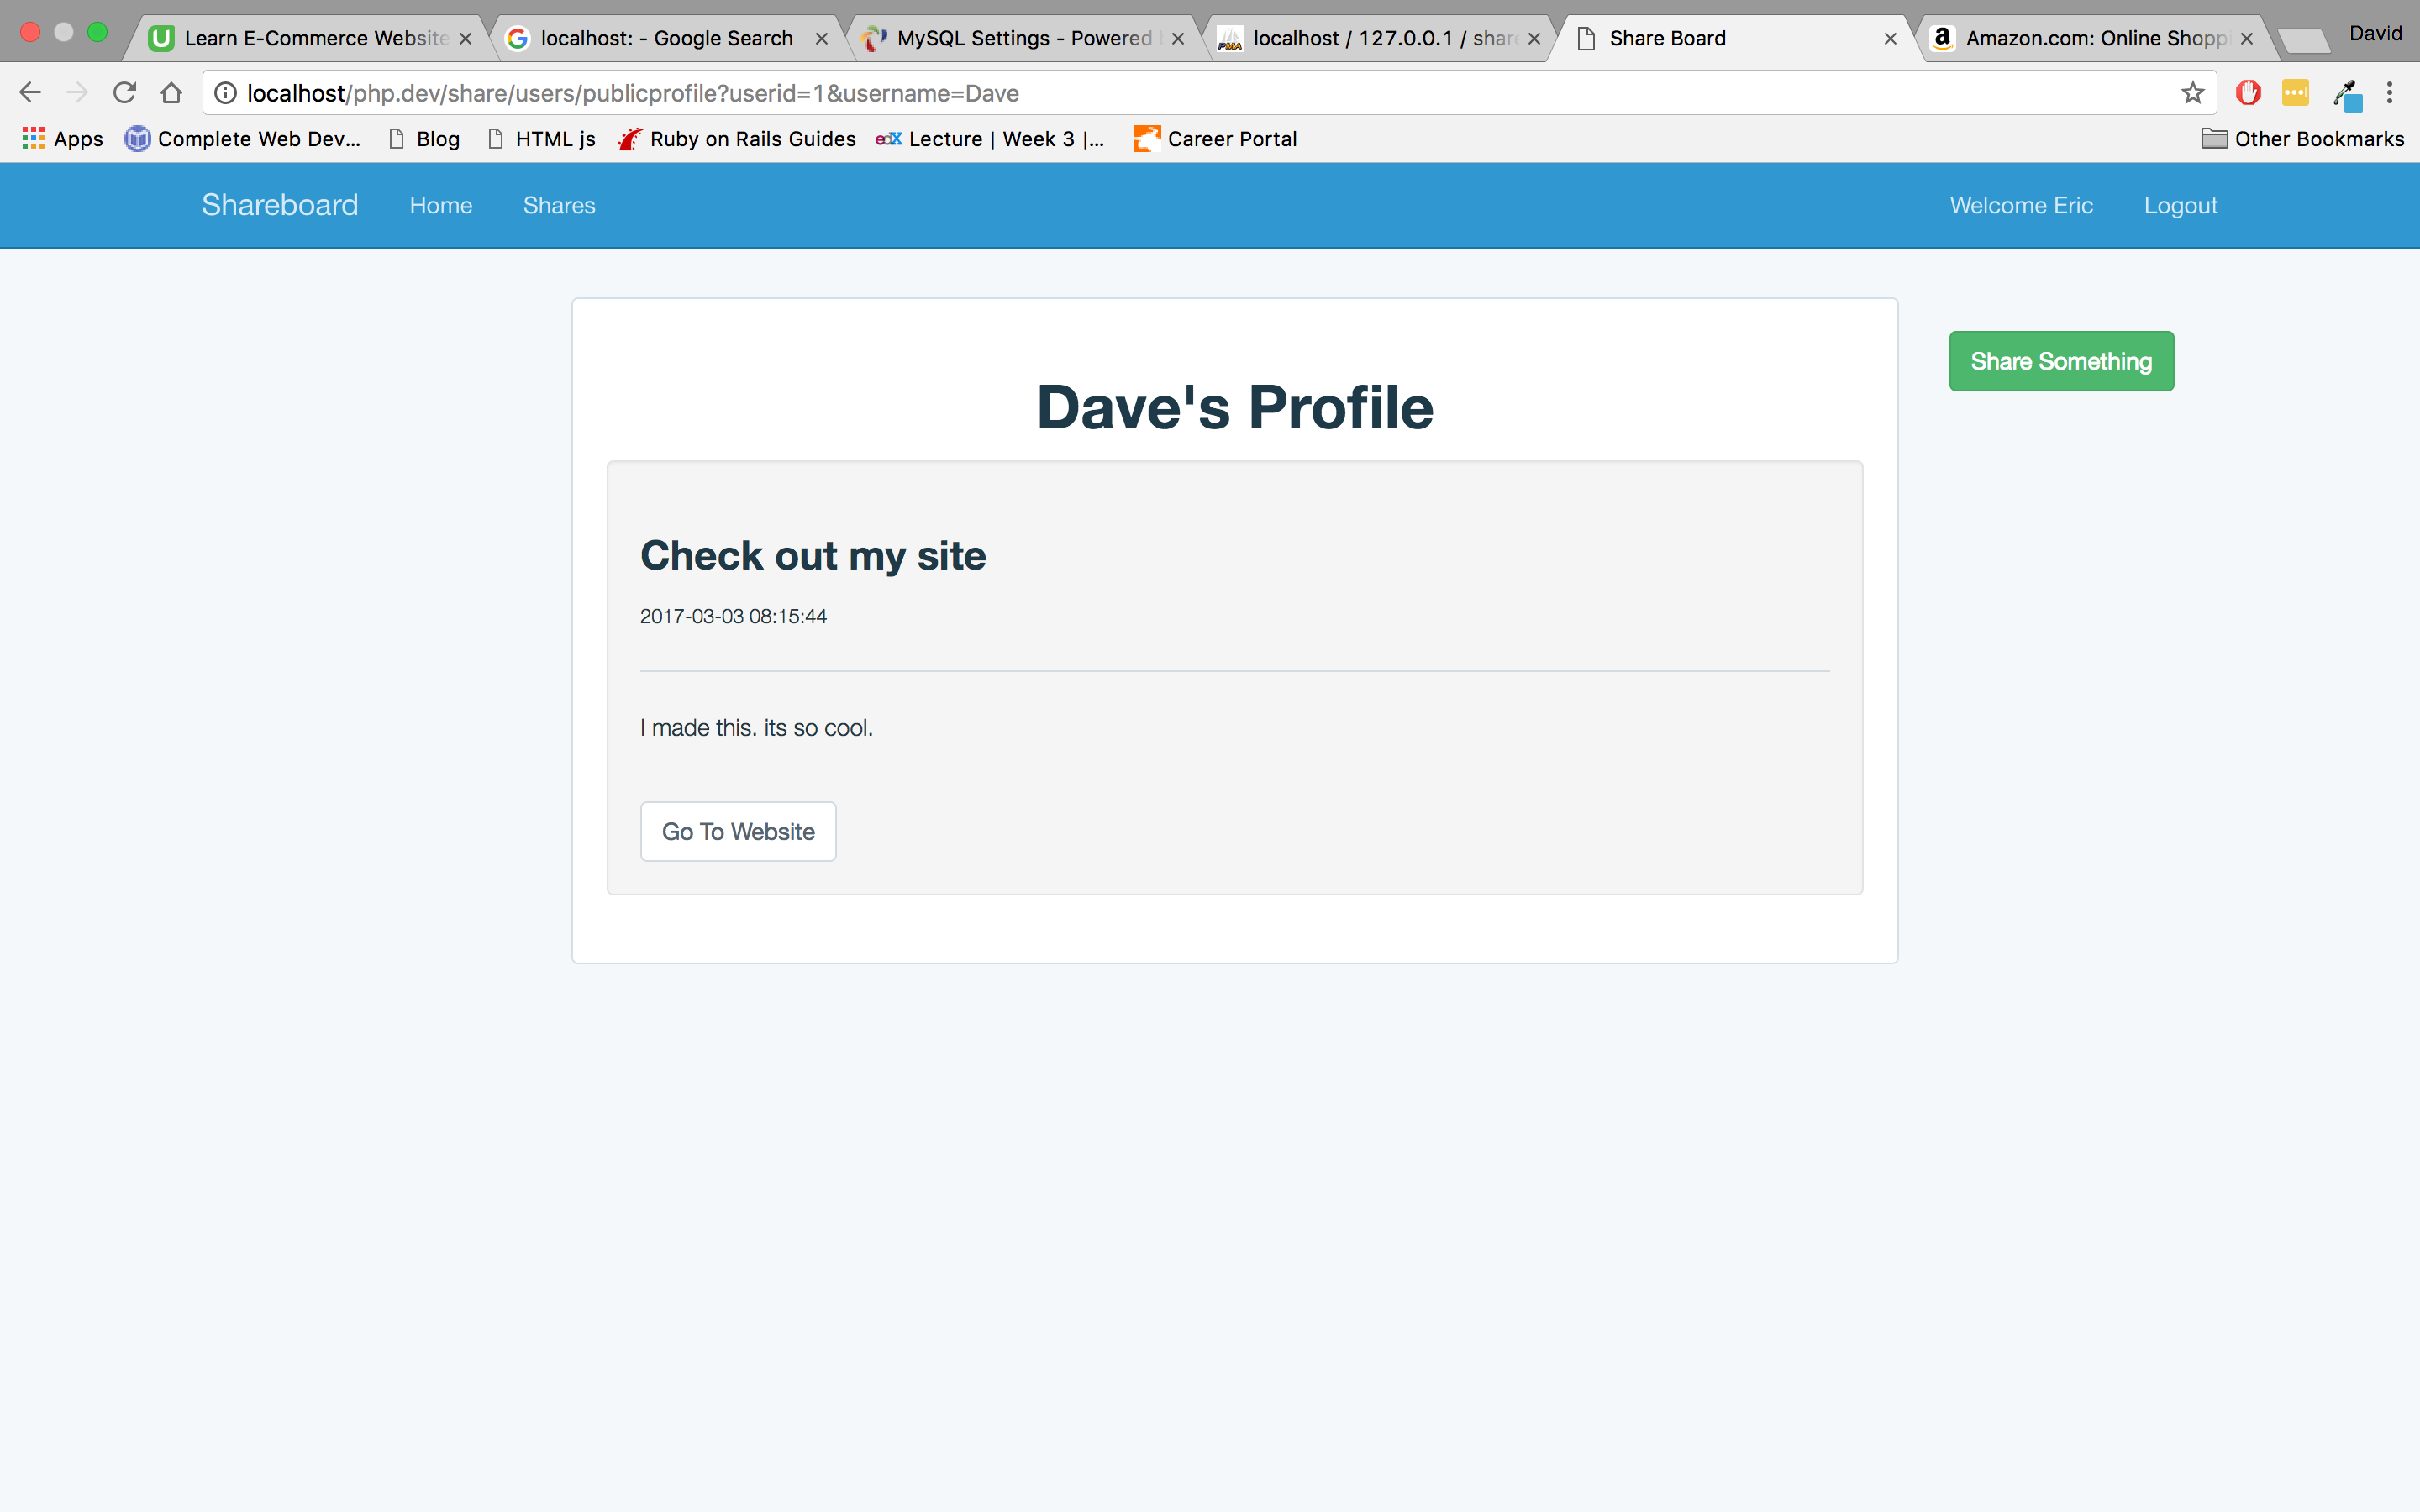 Learn E-Commerce Website
localhost: - Google Search
MySQL Settings - Powered
localhost / 127.0.0.1 / share
Share Board
Amazon.com: Online Shoppi
David
localhost/php.dev/share/users/publicprofile?userid=1&username=Dave
Apps
Complete Web Dev...
Blog
HTML js
Ruby on Rails Guides
edX Lecture | Week 3 |...
Career Portal
Other Bookmarks
Shareboard
Home
Shares
Welcome Eric
Logout
Share Something
Dave's Profile
Check out my site
2017-03-03 08:15:44
I made this. its so cool.
Go To Website